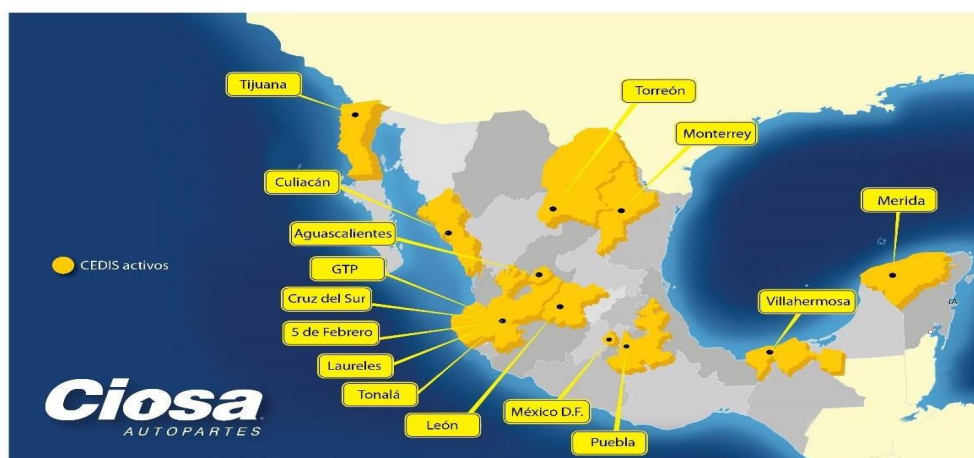 Tijuana
Torreón
Monterrey
Culiacán
Merida
Aguascalientes
CEDIS activos
GTP
Cruz del Sur
Villahermosa
5 de Febrero
Laureles
Tonalá
León
México D.F.
Puebla
Ciosa
AUTOPARTES